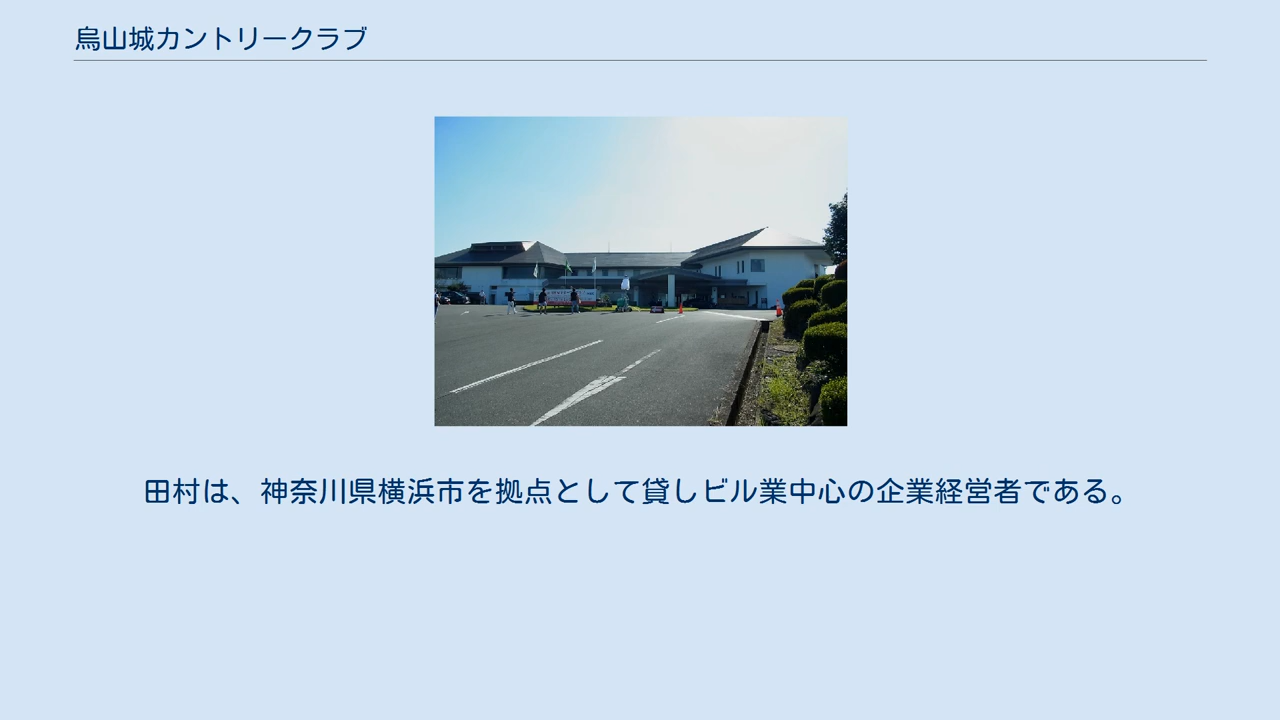 烏山城カントリークラブ
田村は、神奈川県横浜市を拠点として貸しビル業中心の企業経営者である。